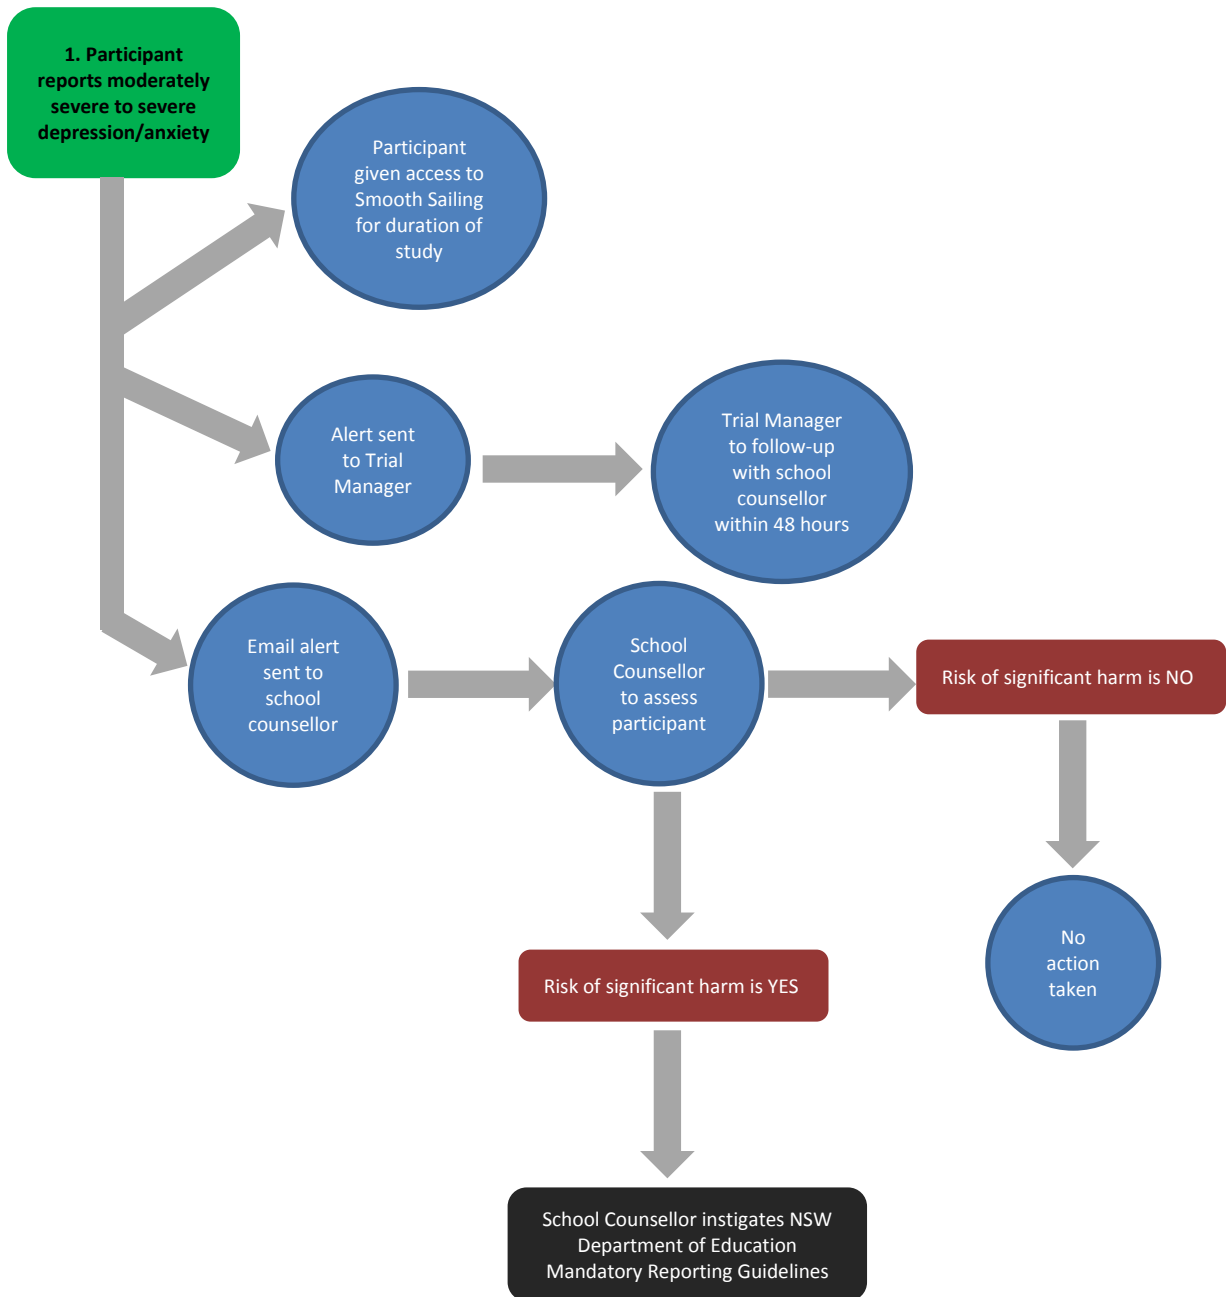 1. Participant
reports moderately
severe to severe
depression/anxiety
Participant
given access to
Smooth Sailing
for duration of
study
Alert sent
to Trial
Manager
Trial Manager
to follow-up
with school
counsellor
within 48 hours
Email alert
sent to
school
counsellor
School
Counsellor
to assess
participant
Risk of significant harm is NO
No
action
taken
Risk of significant harm is YES
School Counsellor instigates NSW
Department of Education
Mandatory Reporting Guidelines